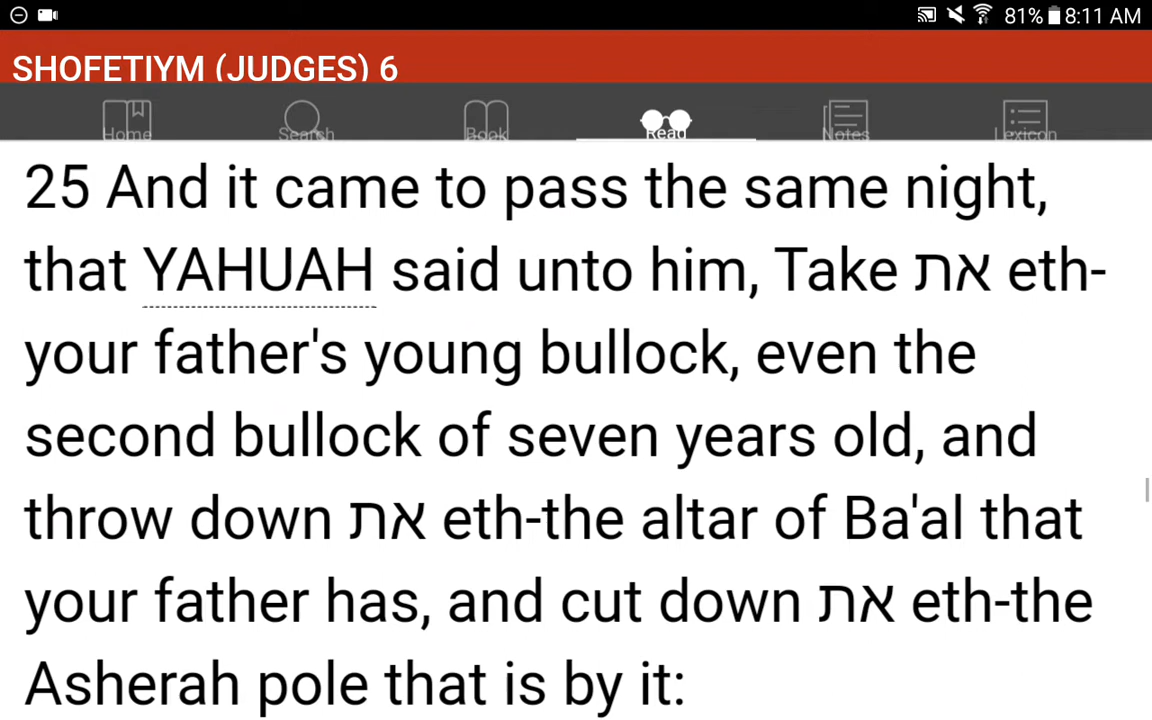 81% 8:11 AM
SHOFETIYM (JUDGES) 6
Home Search Book Read Notes Lexicon
25 And it came to pass the same night,
that YAHUAH said unto him, Take את eth-
your father's young bullock, even the
second bullock of seven years old, and
throw down את eth-the altar of Ba'al that
your father has, and cut down את eth-the
Asherah pole that is by it: